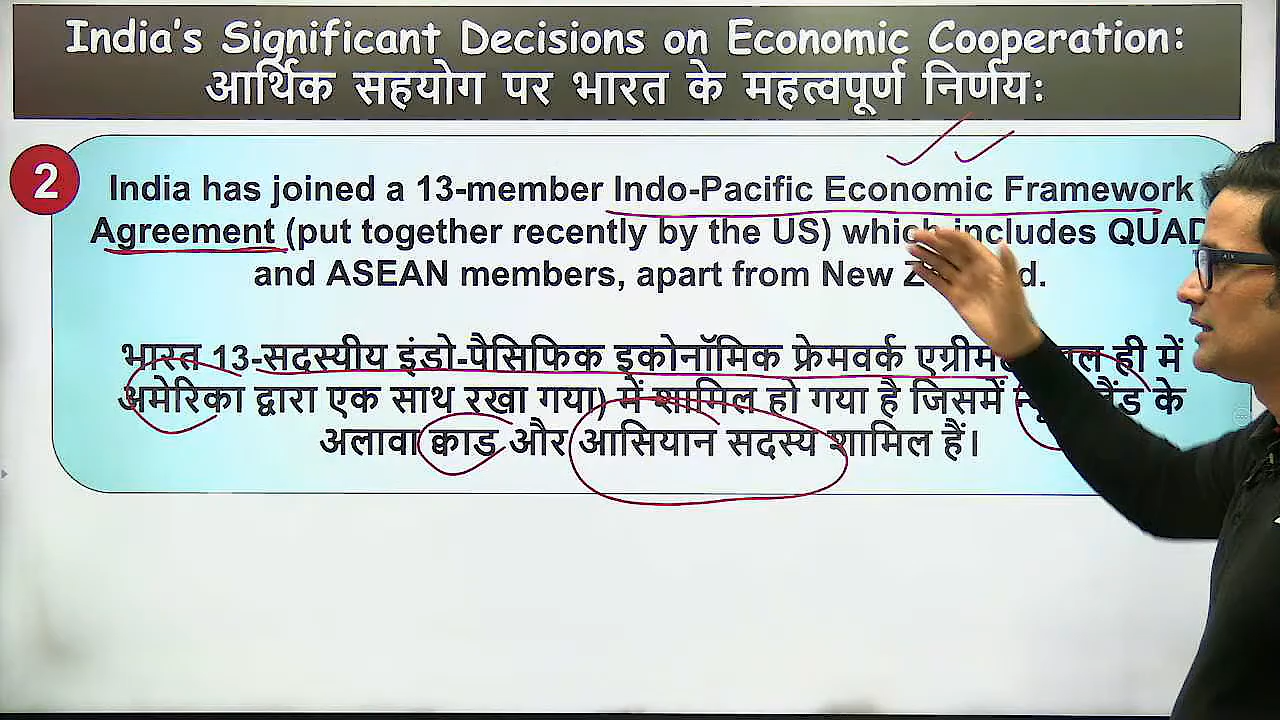 India's Significant Decisions on Economic Cooperation:
आर्थिक सहयोग पर भारत के महत्वपूर्ण निर्णय:
2
India has joined a 13-member Indo-Pacific Economic Framework
Agreement (put together recently by the US) which includes QUAD
and ASEAN members, apart from New
भारत 13-सदस्यीय इंडो-पैसिफिक इकोनॉमिक फ्रेमवर्क ही में
अमेरिका द्वारा एक साथ रखा गया) में शामिल हो गया है जिसमें के
अलावा क्वाड और आसियान सदस्य शामिल हैं।